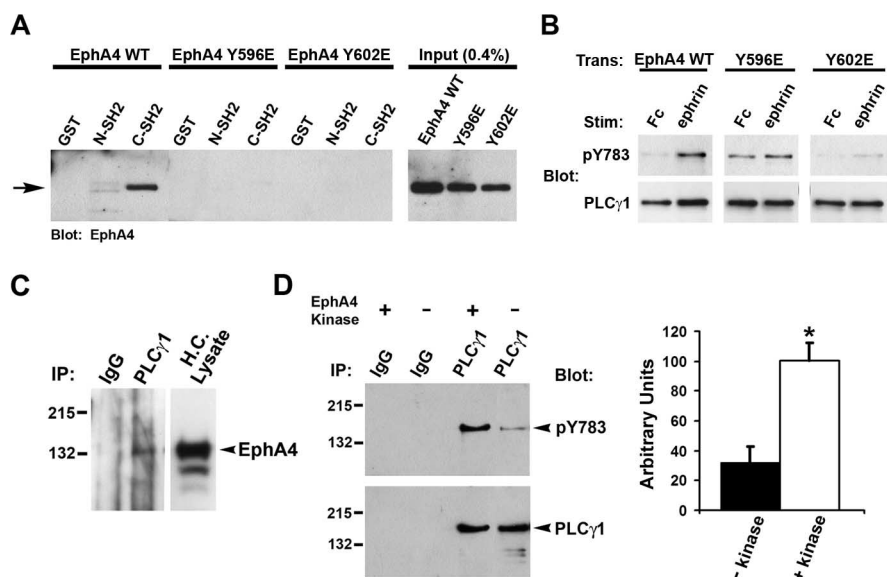 A
EphA4 WT EphA4 Y596E EphA4 Y602E Input (0.4%)
GST N-SH2 C-SH2 GST N-SH2 C-SH2 GST N-SH2 C-SH2 EphA4 WT Y596E Y602E
Blot: EphA4
B
Trans: EphA4 WT Y596E Y602E
Stim: Fc ephrin Fc ephrin Fc ephrin
pY783
Blot:
PLCγ1
C
IP: IgG PLCγ1 H.C. Lysate
215
132
EphA4
D
EphA4 Kinase + - + -
IP: IgG IgG PLCγ1 PLCγ1 Blot:
215
132
pY783
215
132
PLCγ1
Arbitrary Units
120
100
80
60
40
20
0
*
- kinase
+ kinase